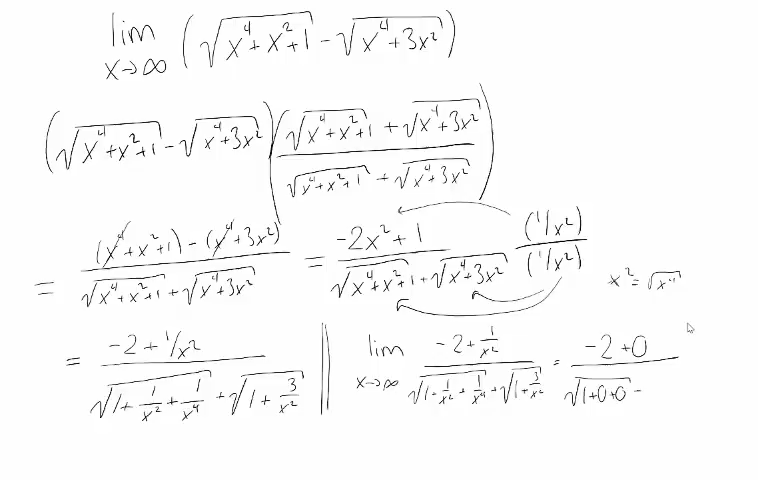 lim x→∞ (√(x⁴+x²+1) - √(x⁴+3x²))
(√(x⁴+x²+1) - √(x⁴+3x²)) ((√(x⁴+x²+1) + √(x⁴+3x²)) / (√(x⁴+x²+1) + √(x⁴+3x²)))
= ((x⁴+x²+1) - (x⁴+3x²)) / (√(x⁴+x²+1) + √(x⁴+3x²)) = (-2x²+1) / (√(x⁴+x²+1) + √(x⁴+3x²)) (1/x²) / (1/x²)
x² = √x⁴
= (-2 + 1/x²) / (√(1 + 1/x² + 1/x⁴) + √(1 + 3/x²)) || lim x→∞ (-2 + 1/x²) / (√(1 + 1/x² + 1/x⁴) + √(1 + 3/x²)) = (-2+0) / (√(1+0+0) -